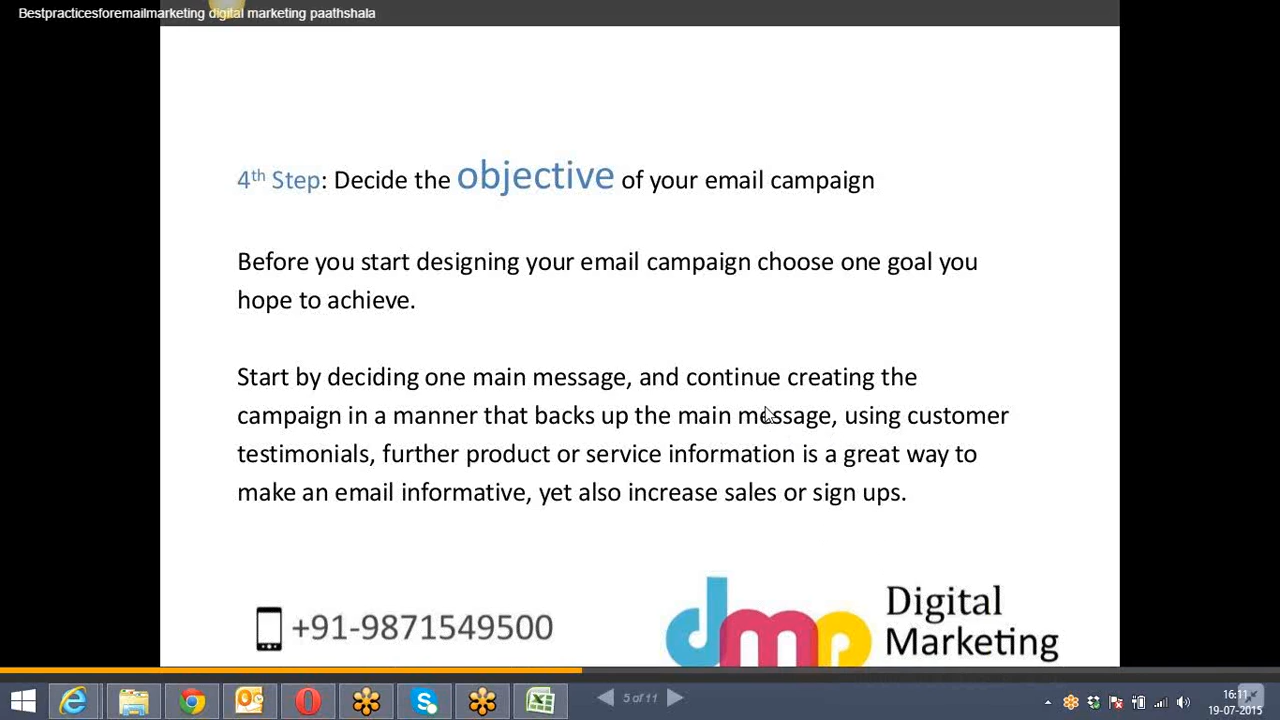 Bestpracticesforemailmarketing digital marketing paathshala
4th Step: Decide the objective of your email campaign
Before you start designing your email campaign choose one goal you
hope to achieve.
Start by deciding one main message, and continue creating the
campaign in a manner that backs up the main message, using customer
testimonials, further product or service information is a great way to
make an email informative, yet also increase sales or sign ups.
+91-9871549500
dmp
Digital
Marketing
5 of 11
16:11
19-07-2015